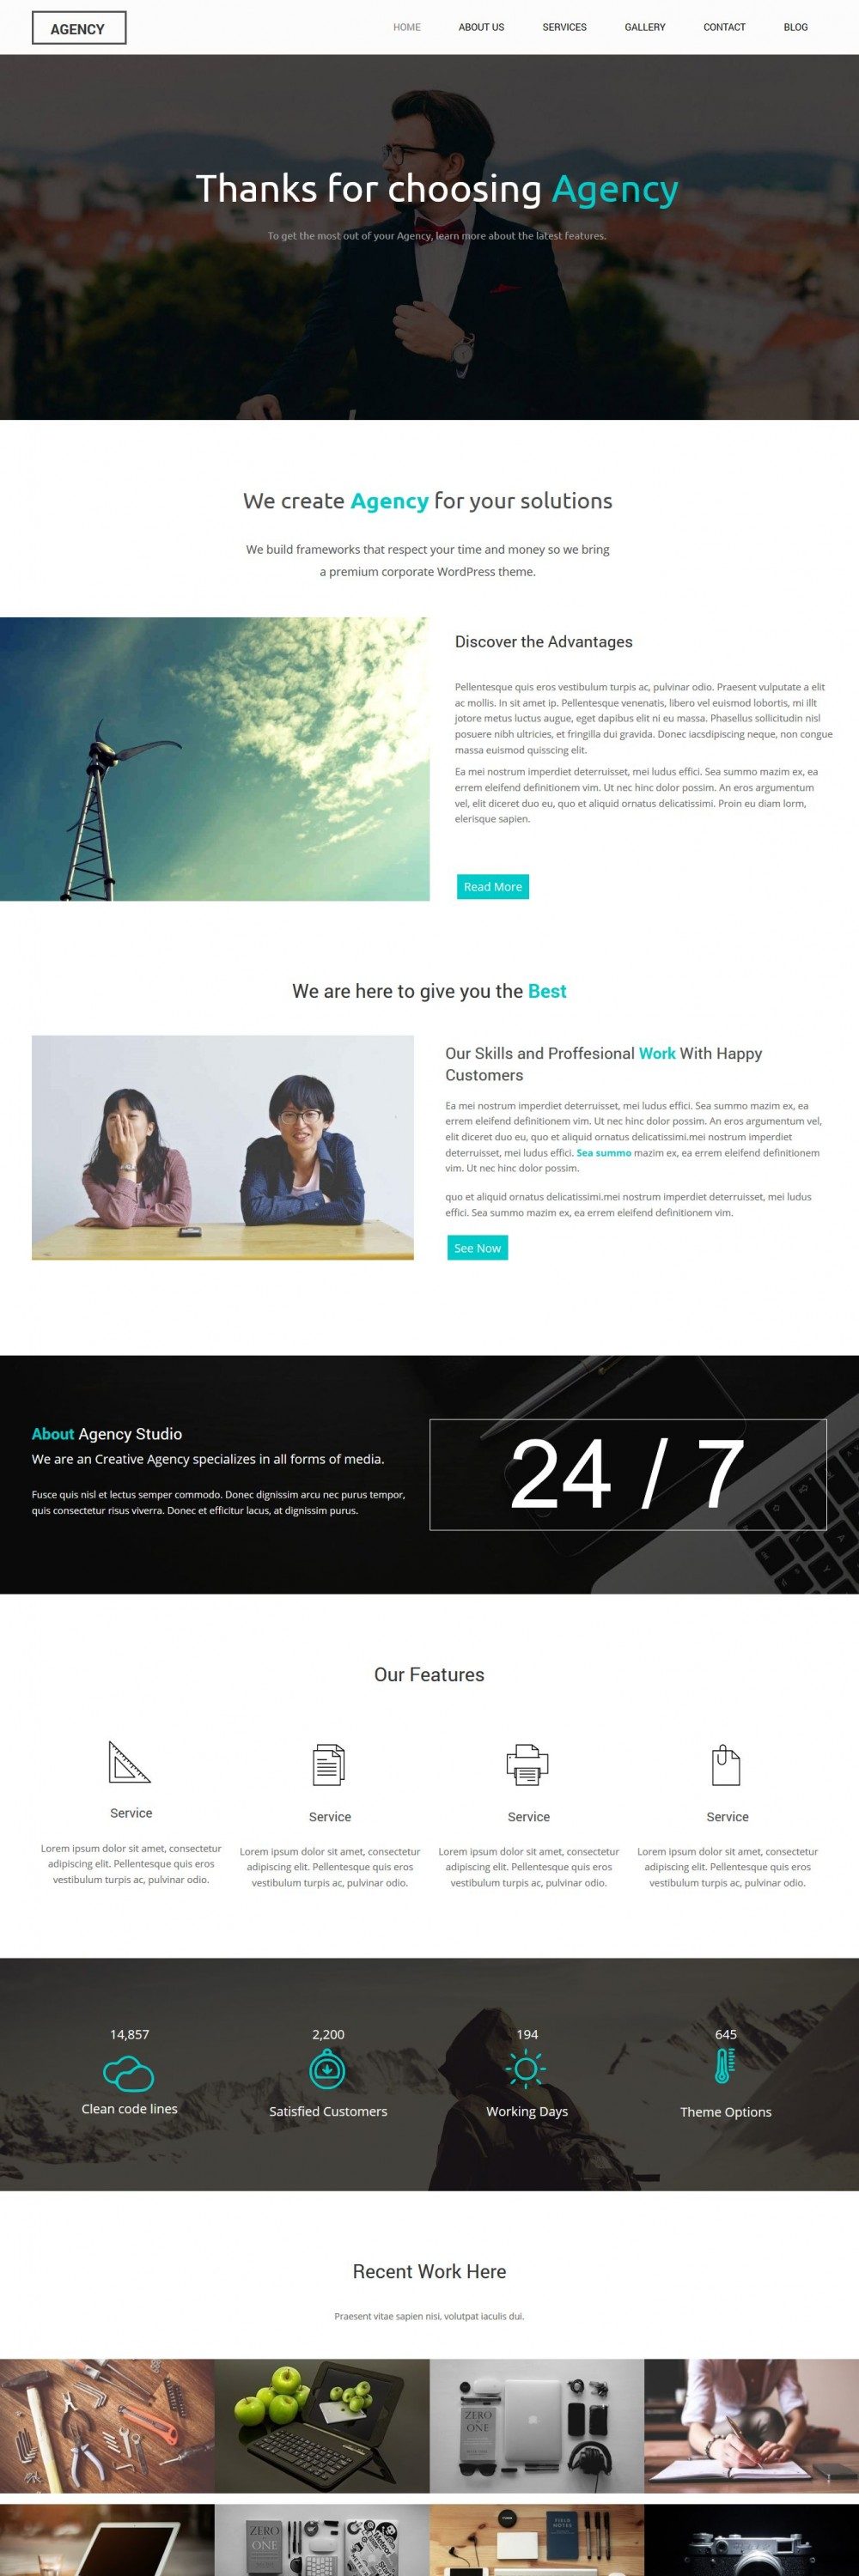 AGENCY
HOME ABOUT US SERVICES GALLERY CONTACT BLOG
Thanks for choosing Agency
To get the most out of your Agency, learn more about the latest features.
We create Agency for your solutions
We build frameworks that respect your time and money so we bring
a premium corporate WordPress theme.
Discover the Advantages
Pellentesque quis eros vestibulum turpis ac, pulvinar odio. Praesent vulputate a elit
ac mollis. In sit amet ip. Pellentesque venenatis, libero vel euismod lobortis, mi illt
jotore metus luctus augue, eget dapibus elit ni eu massa. Phasellus sollicitudin nisl
posuere nibh ultricies, et fringilla dui gravida. Donec iacsdipiscing neque, non congue
massa euismod quisscing elit.
Ea mei nostrum imperdiet deterruisset, mei ludus effici. Sea summo mazim ex, ea
errem eleifend definitionem vim. Ut nec hinc dolor possim. An eros argumentum
vel, elit diceret duo eu, quo et aliquid ornatus delicatissimi. Proin eu diam lorm,
elerisque sapien.
Read More
We are here to give you the Best
Our Skills and Proffesional Work With Happy
Customers
Ea mei nostrum imperdiet deterruisset, mei ludus effici. Sea summo mazim ex, ea
errem eleifend definitionem vim. Ut nec hinc dolor possim. An eros argumentum vel,
elit diceret duo eu, quo et aliquid ornatus delicatissimi.mei nostrum imperdiet
deterruisset, mei ludus effici. Sea summo mazim ex, ea errem eleifend definitionem
vim. Ut nec hinc dolor possim.
quo et aliquid ornatus delicatissimi.mei nostrum imperdiet deterruisset, mei ludus
effici. Sea summo mazim ex, ea errem eleifend definitionem vim.
See Now
About Agency Studio
We are an Creative Agency specializes in all forms of media.
Fusce quis nisl et lectus semper commodo. Donec dignissim arcu nec purus tempor,
quis consectetur risus viverra. Donec et efficitur lacus, at dignissim purus.
24 / 7
Our Features
Service
Lorem ipsum dolor sit amet, consectetur
adipiscing elit. Pellentesque quis eros
vestibulum turpis ac, pulvinar odio.
Service
Lorem ipsum dolor sit amet, consectetur
adipiscing elit. Pellentesque quis eros
vestibulum turpis ac, pulvinar odio.
Service
Lorem ipsum dolor sit amet, consectetur
adipiscing elit. Pellentesque quis eros
vestibulum turpis ac, pulvinar odio.
Service
Lorem ipsum dolor sit amet, consectetur
adipiscing elit. Pellentesque quis eros
vestibulum turpis ac, pulvinar odio.
14,857
Clean code lines
2,200
Satisfied Customers
194
Working Days
645
Theme Options
Recent Work Here
Praesent vitae sapien nisi, volutpat iaculis dui.
ZERO
ONE
ZERO
ONE
FIELD
NOTES